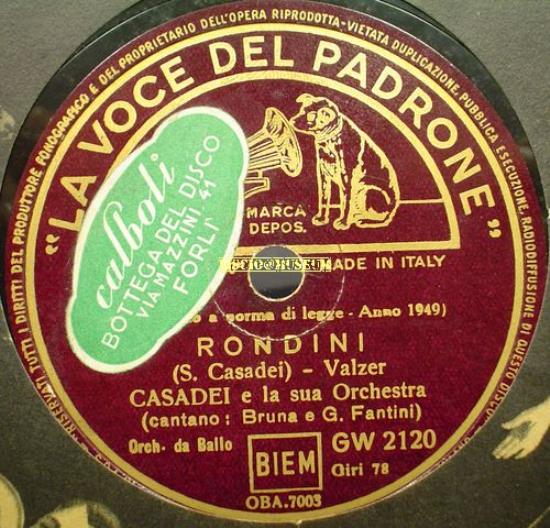 RISERVATI TUTTI I DIRITTI DEL PRODUTTORE FONOGRAFICO E DEL PROPRIETARIO DELL'OPERA RIPRODOTTA - VIETATA DUPLICAZIONE, PUBBLICA ESECUZIONE, RADIODIFFUSIONE DI QUESTO DISCO
"LA VOCE DEL PADRONE"
calboli
BOTTEGA DEL DISCO
VIA MAZZINI 41
FORLI'
MARCA
DEPOS.
MADE IN ITALY
a norma di legge - Anno 1949)
RONDINI
(S. Casadei) - Valzer
CASADEI e la sua Orchestra
(cantano: Bruna e G. Fantini)
Orch. da Ballo
BIEM
GW 2120
Giri 78
OBA.7003